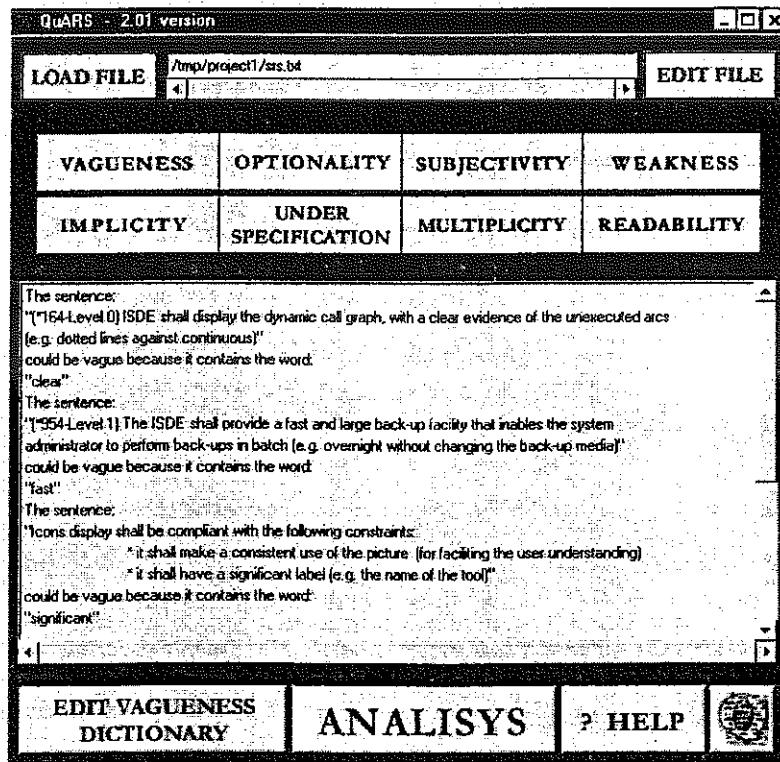 QuARS - 2.01 version
LOAD FILE
/tmp/project1/srs.txt
EDIT FILE
VAGUENESS OPTIONALITY SUBJECTIVITY WEAKNESS
IMPLICITY UNDER SPECIFICATION MULTIPLICITY READABILITY
The sentence:
"(*164-Level 0) ISDE shall display the dynamic call graph, with a clear evidence of the unexecuted arcs
(e.g. dotted lines against continuous)"
could be vague because it contains the word:
"clear"
The sentence:
"(*954-Level 1) The ISDE shall provide a fast and large back-up facility that inables the system
administrator to perform back-ups in batch (e.g. overnight without changing the back-up media)"
could be vague because it contains the word:
"fast"
The sentence:
"Icons display shall be compliant with the following constraints:
* it shall make a consistent use of the picture (for faciliting the user understanding)
* it shall have a significant label (e.g. the name of the tool)"
could be vague because it contains the word:
"significant"
EDIT VAGUENESS
DICTIONARY
ANALISYS
? HELP